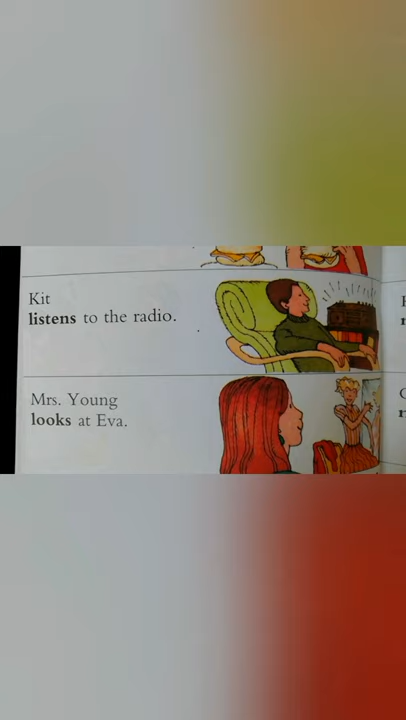 Kit
listens to the radio.
Mrs. Young
looks at Eva.